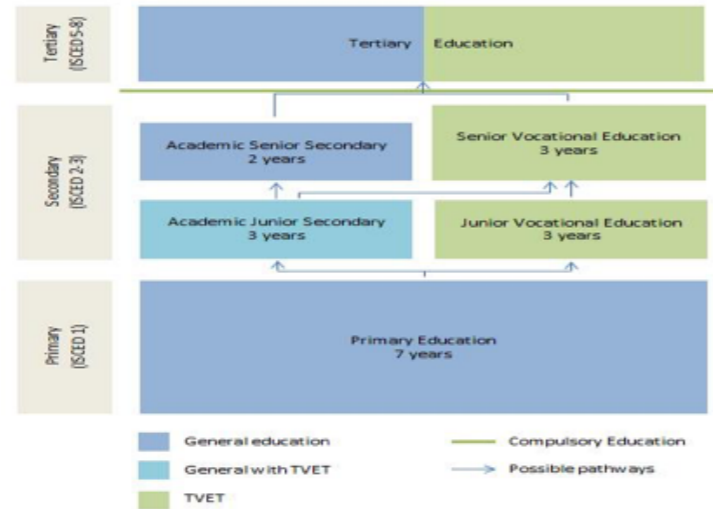 Tertiary
(ISCED 5-8)
Tertiary Education
Secondary
(ISCED 2-3)
Academic Senior Secondary
2 years
Senior Vocational Education
3 years
Academic Junior Secondary
3 years
Junior Vocational Education
3 years
Primary
(ISCED 1)
Primary Education
7 years
General education
Compulsory Education
General with TVET
Possible pathways
TVET